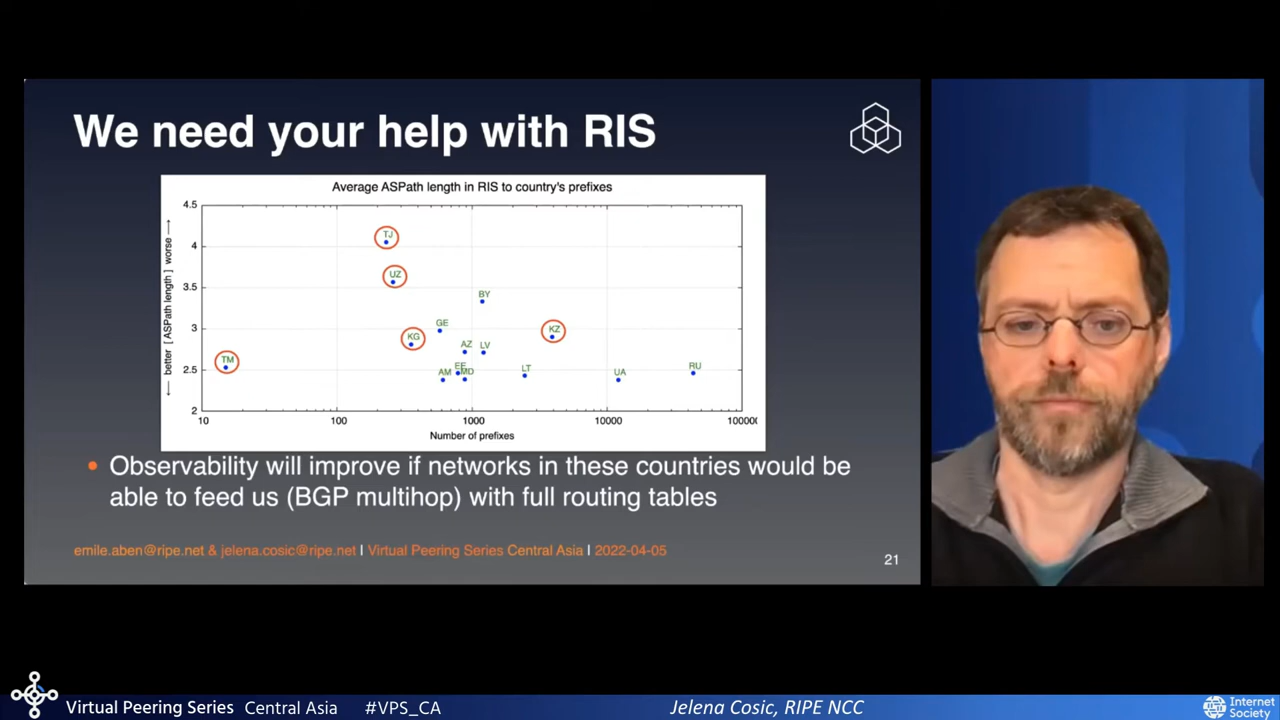 We need your help with RIS
Average ASPath length in RIS to country's prefixes
<--- better [ ASPath length ] worse --->
4.5
4
3.5
3
2.5
2
TJ
UZ
BY
GE
KZ
KG
AZ LV
TM
AM EE MD LT UA RU
10 100 1000 10000 100000
Number of prefixes
• Observability will improve if networks in these countries would be
able to feed us (BGP multihop) with full routing tables
emile.aben@ripe.net & jelena.cosic@ripe.net | Virtual Peering Series Central Asia | 2022-04-05
21
Virtual Peering Series Central Asia #VPS_CA
Jelena Cosic, RIPE NCC
Internet
Society